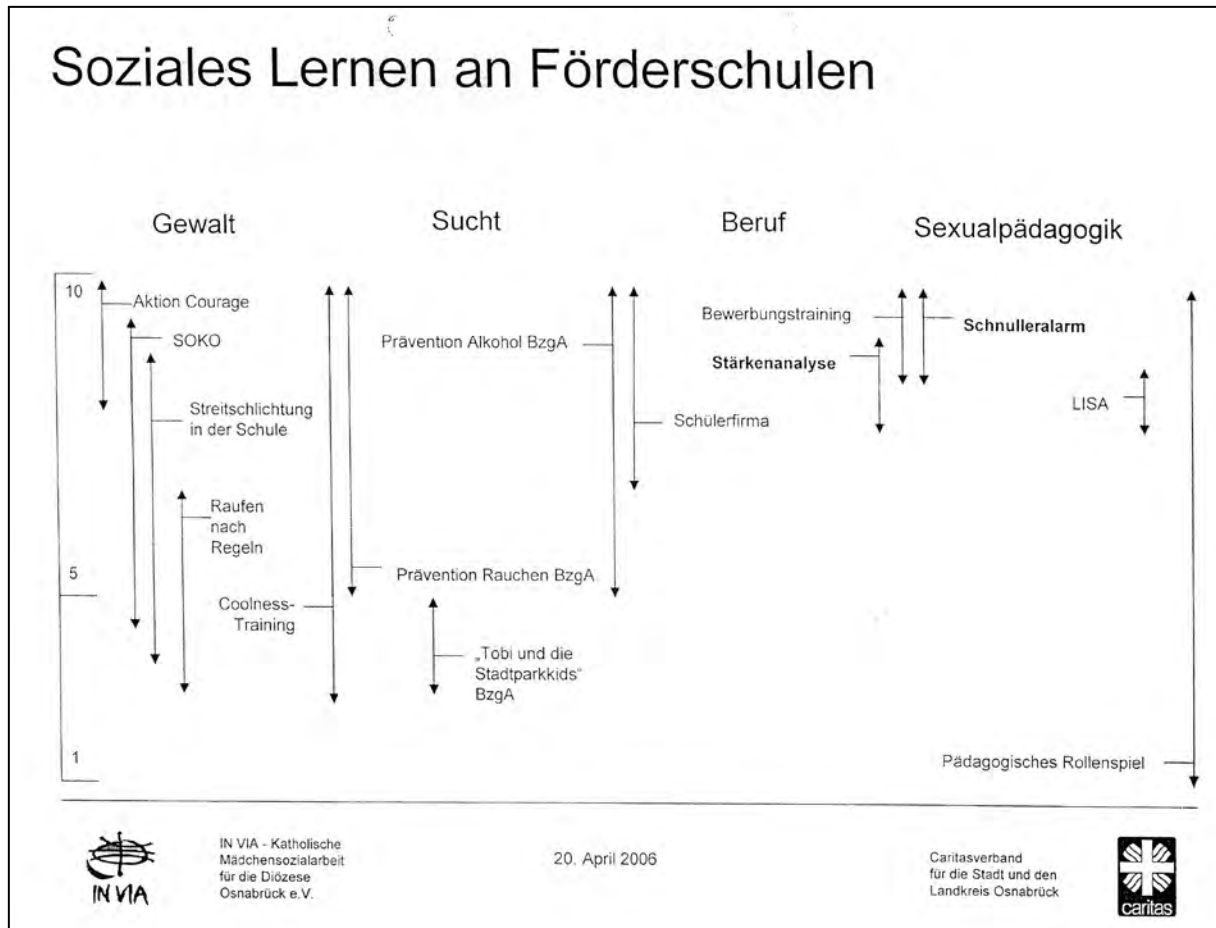 Soziales Lernen an Förderschulen
Gewalt
Sucht
Beruf
Sexualpädagogik
10
5
1
Aktion Courage
SOKO
Streitschlichtung
in der Schule
Raufen
nach
Regeln
Coolness-
Training
Prävention Alkohol BzgA
Prävention Rauchen BzgA
„Tobi und die
Stadtparkkids“
BzgA
Bewerbungstraining
Stärkenanalyse
Schülerfirma
Schnulleralarm
LISA
Pädagogisches Rollenspiel
IN VIA
IN VIA - Katholische
Mädchensozialarbeit
für die Diözese
Osnabrück e.V.
20. April 2006
Caritasverband
für die Stadt und den
Landkreis Osnabrück
caritas